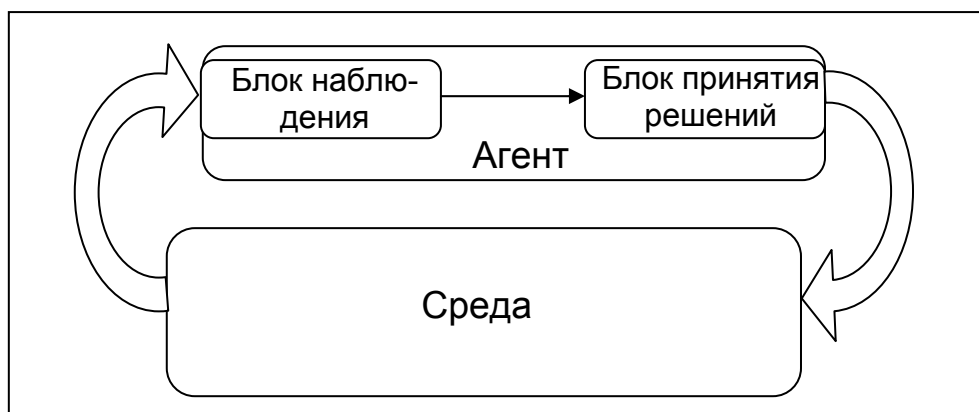 Блок наблю-
дения
Блок принятия
решений
Агент
Среда